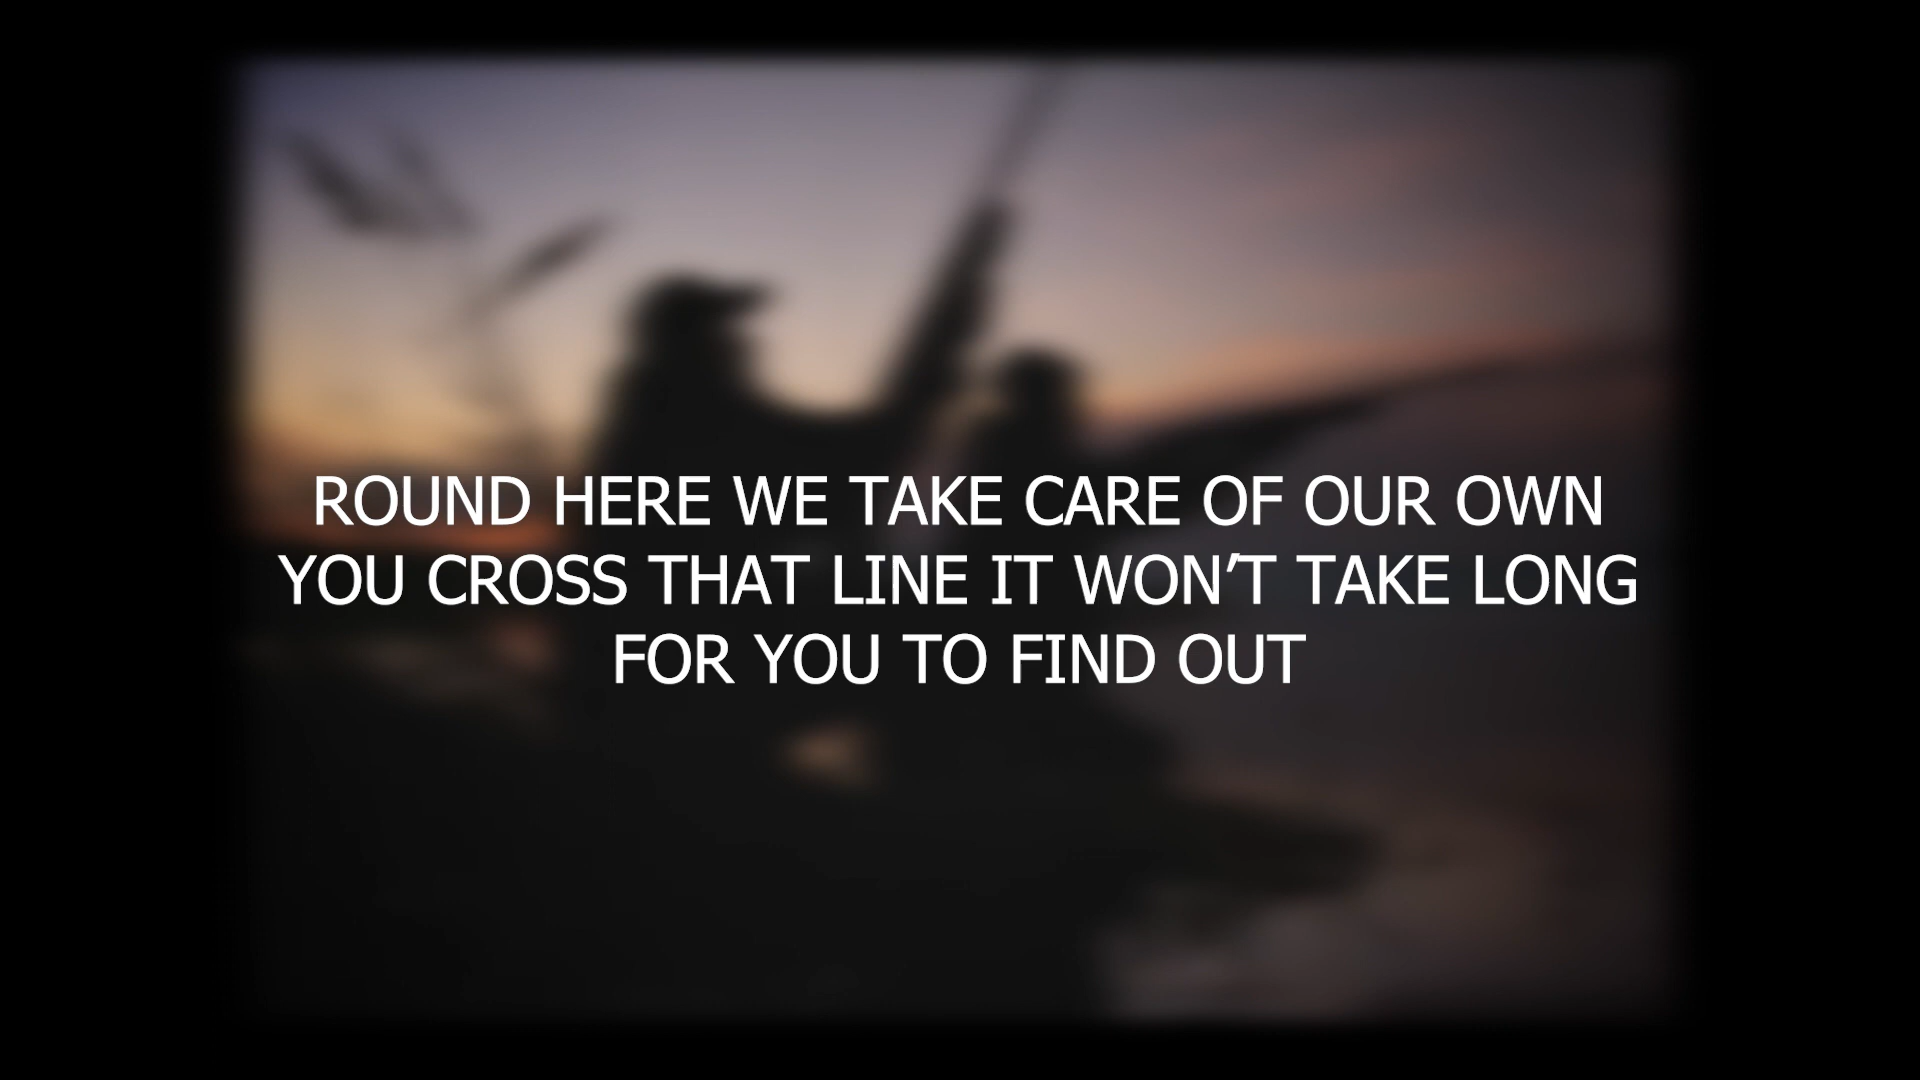 ROUND HERE WE TAKE CARE OF OUR OWN
YOU CROSS THAT LINE IT WON’T TAKE LONG
FOR YOU TO FIND OUT